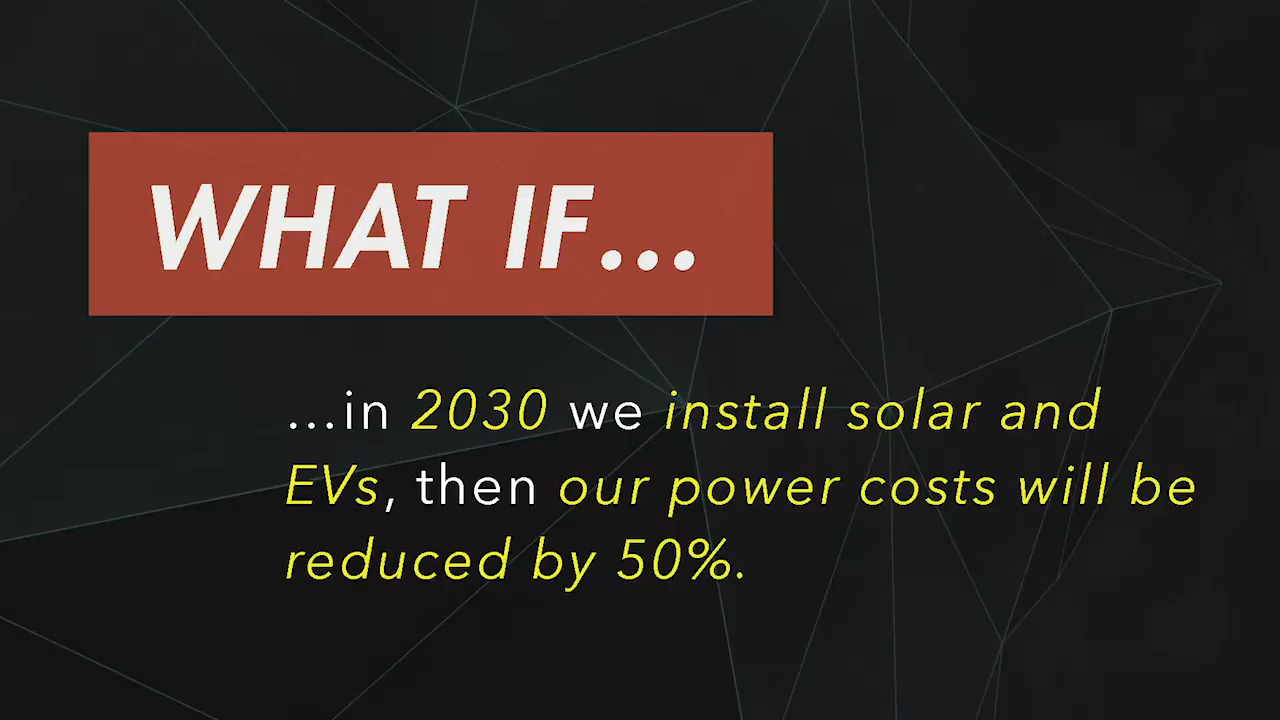 WHAT IF...
...in 2030 we install solar and
EVs, then our power costs will be
reduced by 50%.